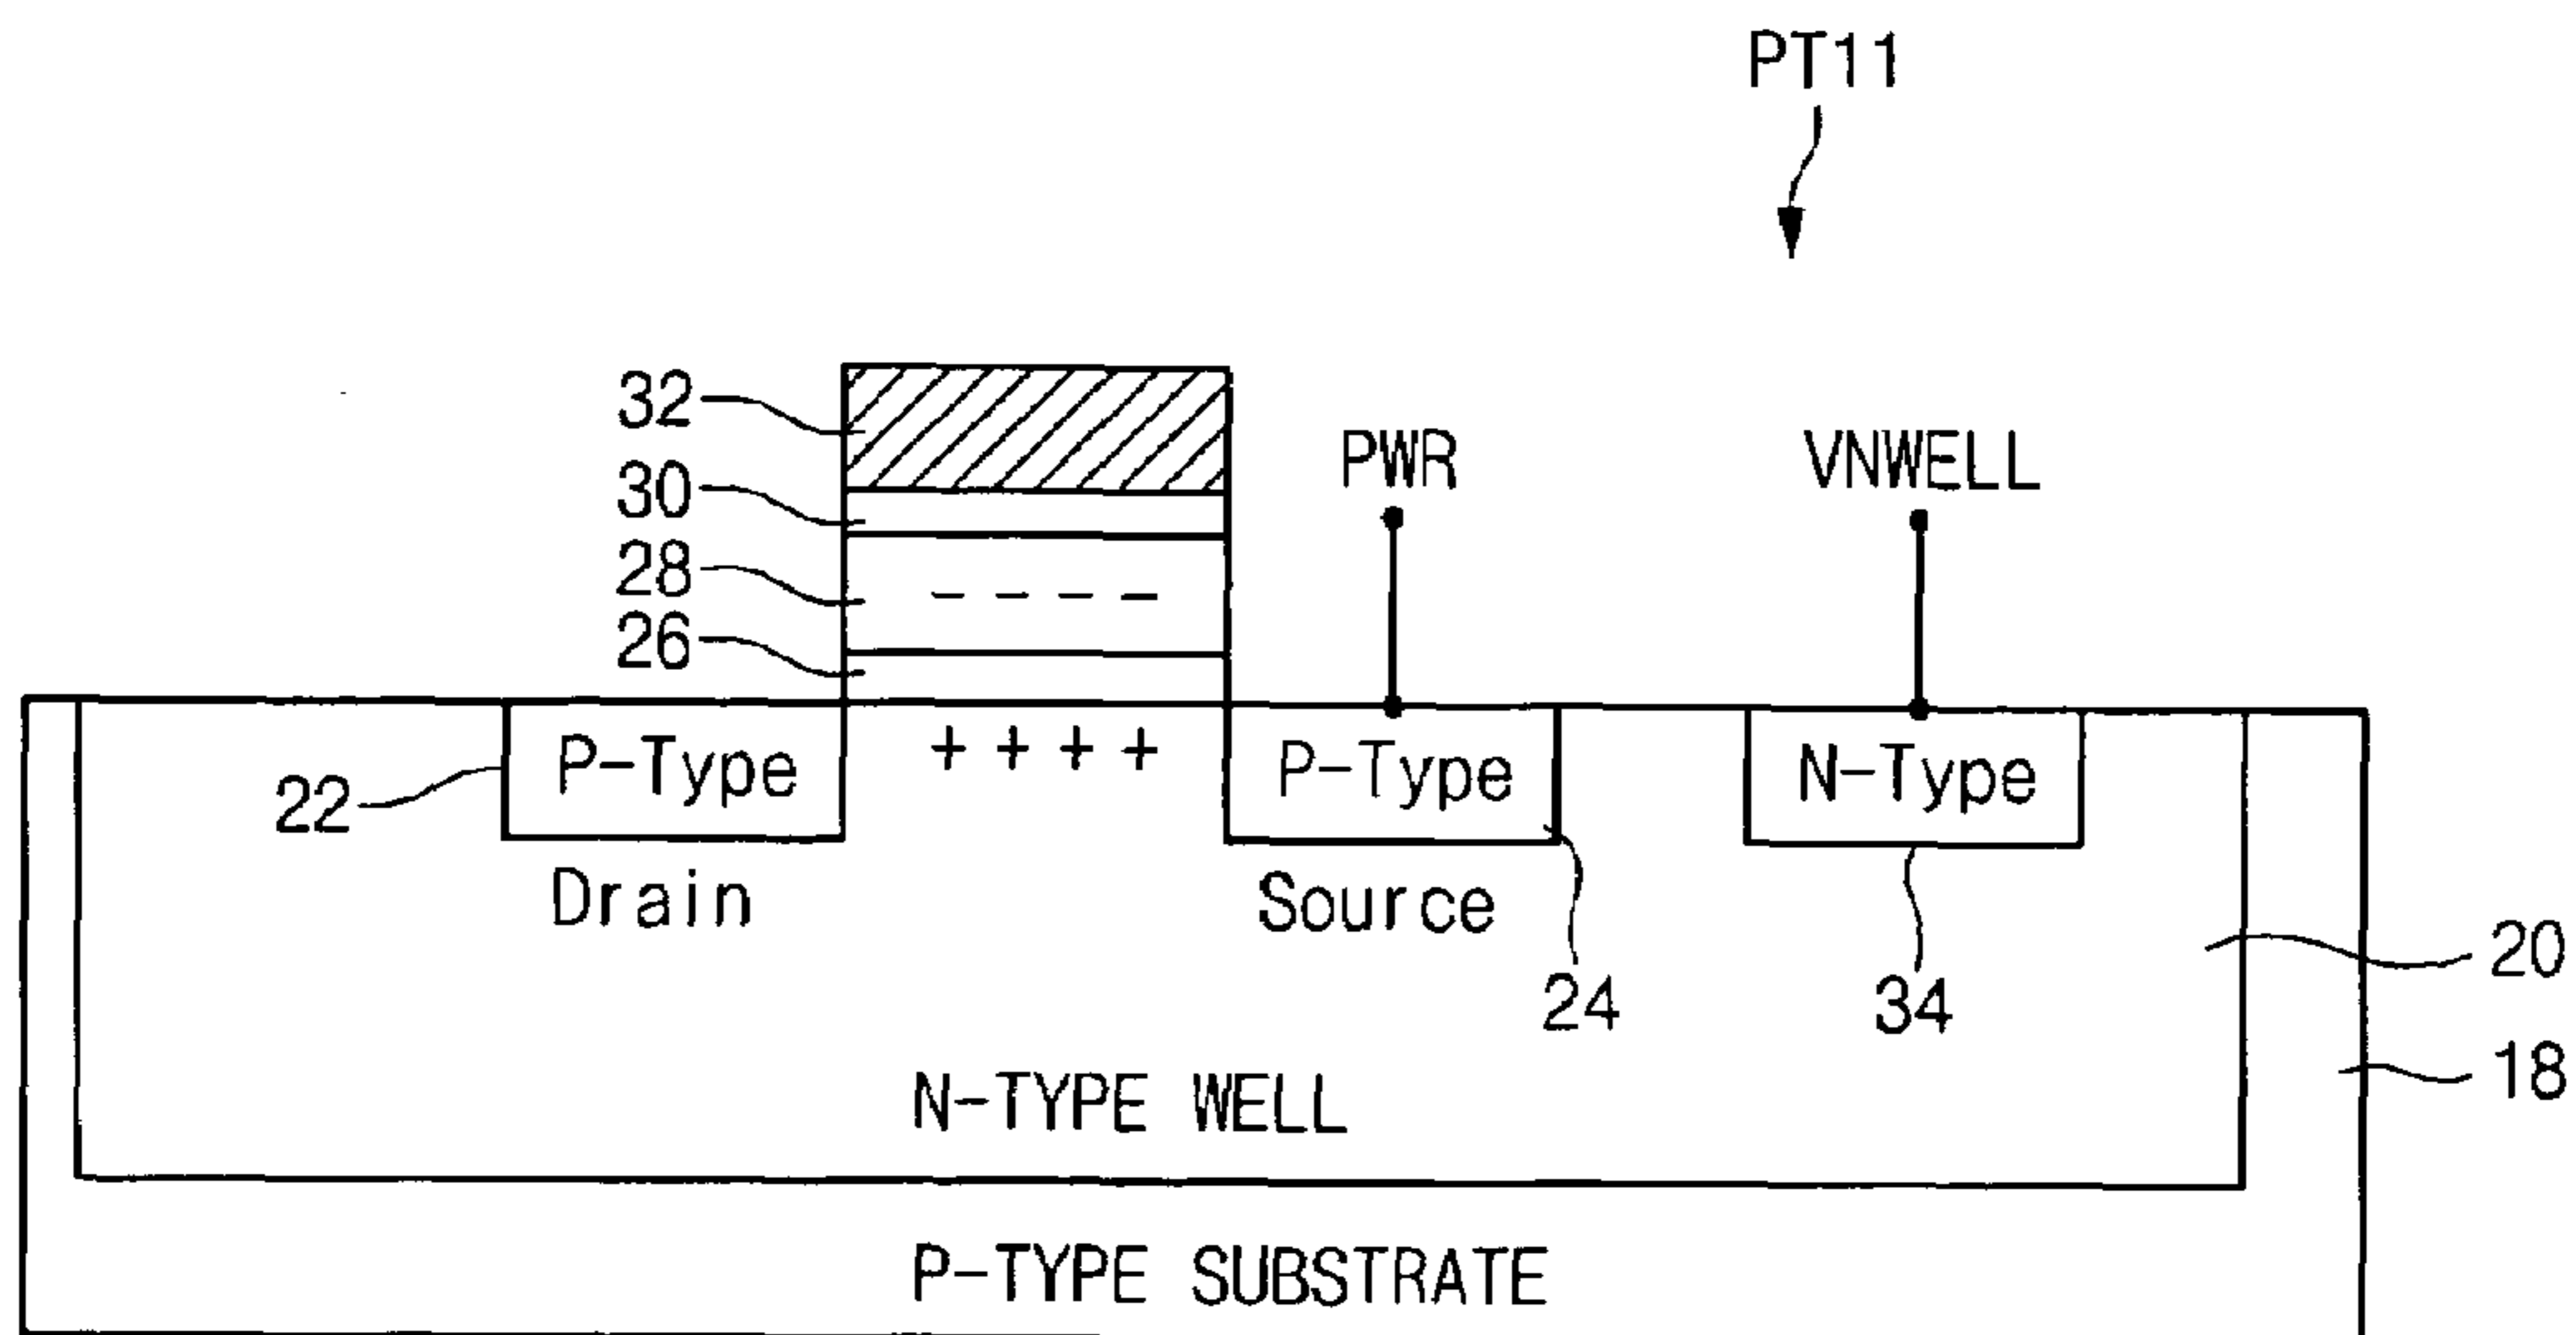 PT11
32
30
PWR
VNWELL
28
26
P-Type
++++
P-Type
N-Type
22
Drain
Source
20
24
34
18
N-TYPE WELL
P-TYPE SUBSTRATE